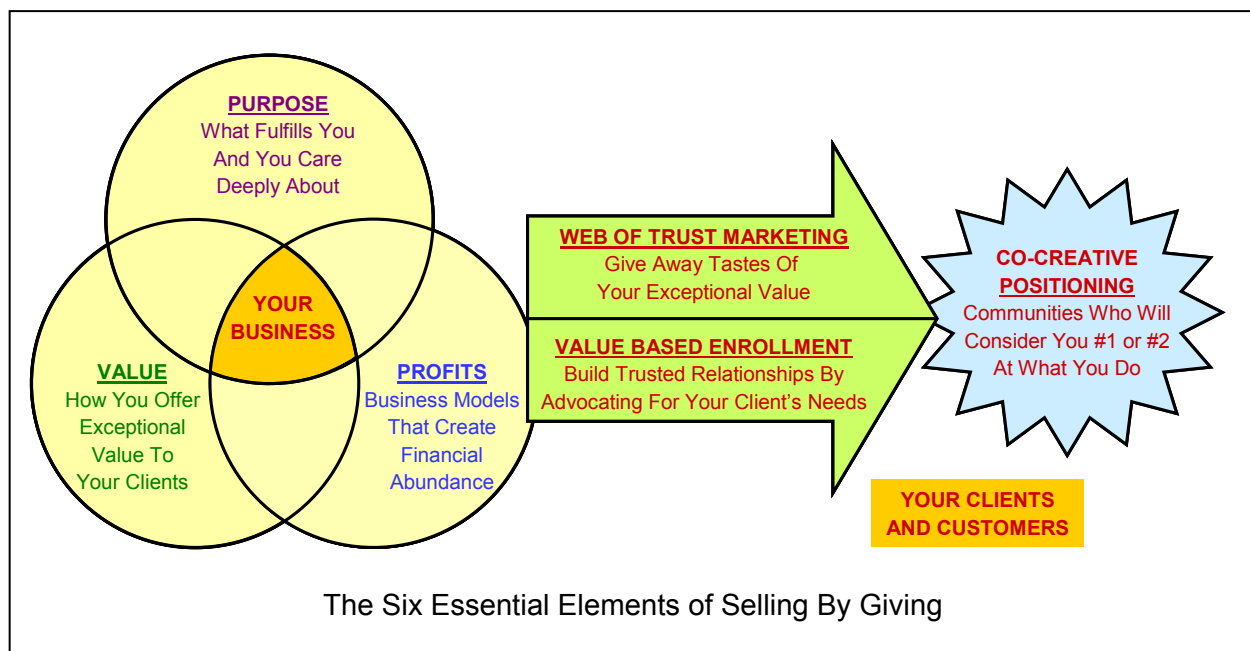 PURPOSE
What Fulfills You
And You Care
Deeply About
YOUR
BUSINESS
VALUE
How You Offer
Exceptional
Value To
Your Clients
PROFITS
Business Models
That Create
Financial
Abundance
WEB OF TRUST MARKETING
Give Away Tastes Of
Your Exceptional Value
VALUE BASED ENROLLMENT
Build Trusted Relationships By
Advocating For Your Client’s Needs
CO-CREATIVE
POSITIONING
Communities Who Will
Consider You #1 or #2
At What You Do
YOUR CLIENTS
AND CUSTOMERS
The Six Essential Elements of Selling By Giving